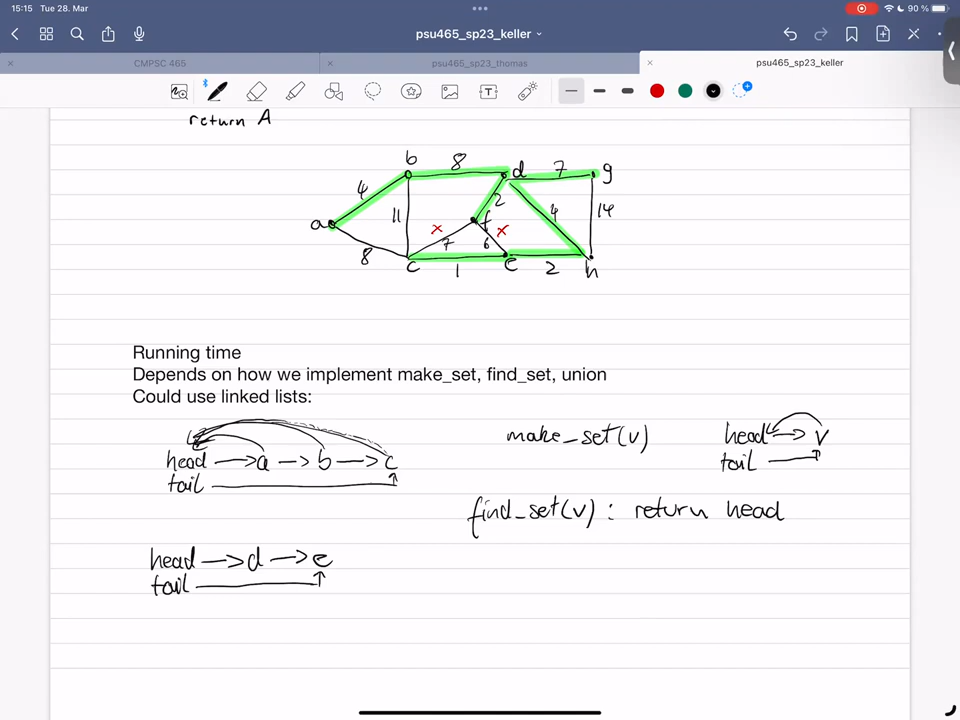 15:15 Tue 28. Mar 90 %
psu465_sp23_keller
CMPSC 465 psu465_sp23_thomas psu465_sp23_keller
return A
b 8 d 7 g
4 11 2 4 14
a f
x x
8 7 6
c 1 e 2 h
Running time
Depends on how we implement make_set, find_set, union
Could use linked lists:
make_set(v) head → v
tail
head → a → b → c
tail
find_set(v) : return head
head → d → e
tail